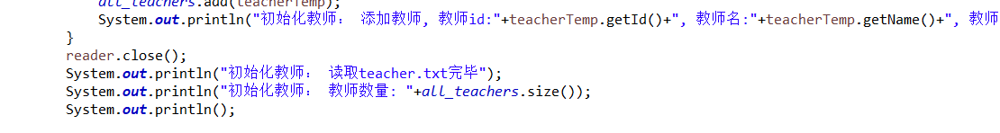 all_teachers.add(teacherTemp);
System.out.println("初始化教师： 添加教师, 教师id:"+teacherTemp.getId()+", 教师名:"+teacherTemp.getName()+", 教师
}
reader.close();
System.out.println("初始化教师： 读取teacher.txt完毕");
System.out.println("初始化教师： 教师数量: "+all_teachers.size());
System.out.println();